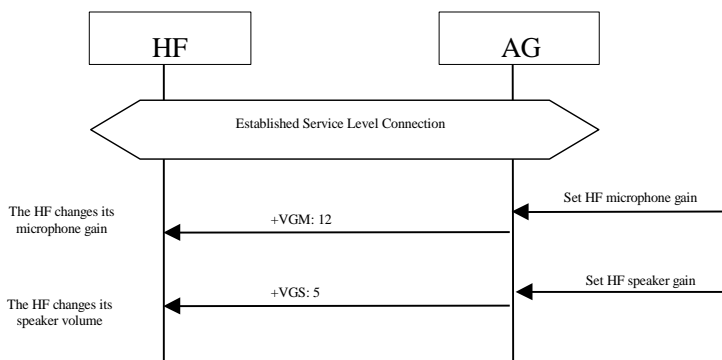 HF
AG
Established Service Level Connection
Set HF microphone gain
The HF changes its
microphone gain
+VGM: 12
Set HF speaker gain
+VGS: 5
The HF changes its
speaker volume